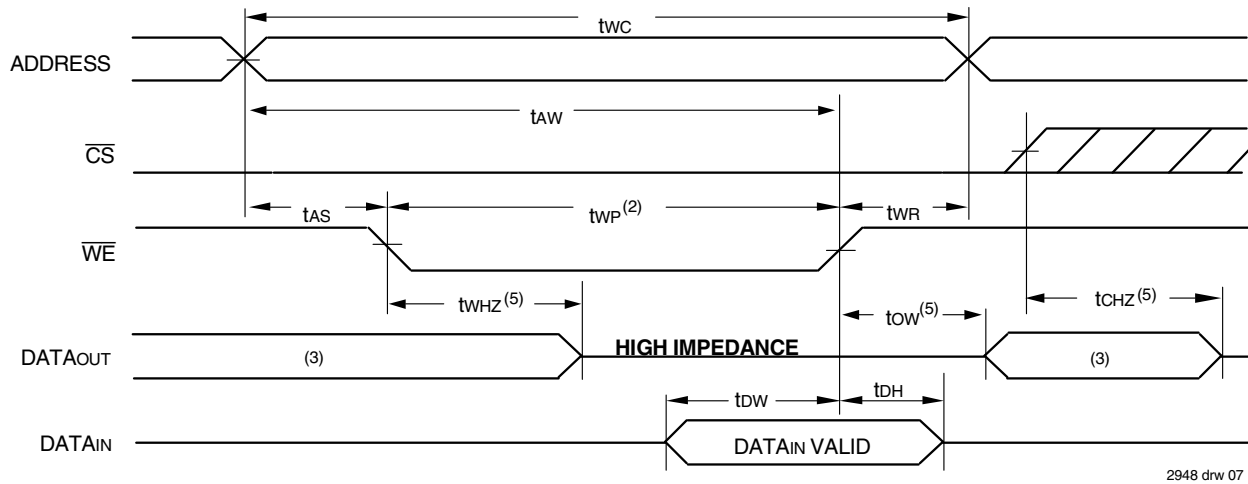 tWC
ADDRESS
tAW
CS
tAS
tWP(2)
tWR
WE
tWHZ(5)
tOW(5)
tCHZ(5)
DATAOUT
(3)
HIGH IMPEDANCE
(3)
tDW
tDH
DATAIN
DATAIN VALID
2948 drw 07